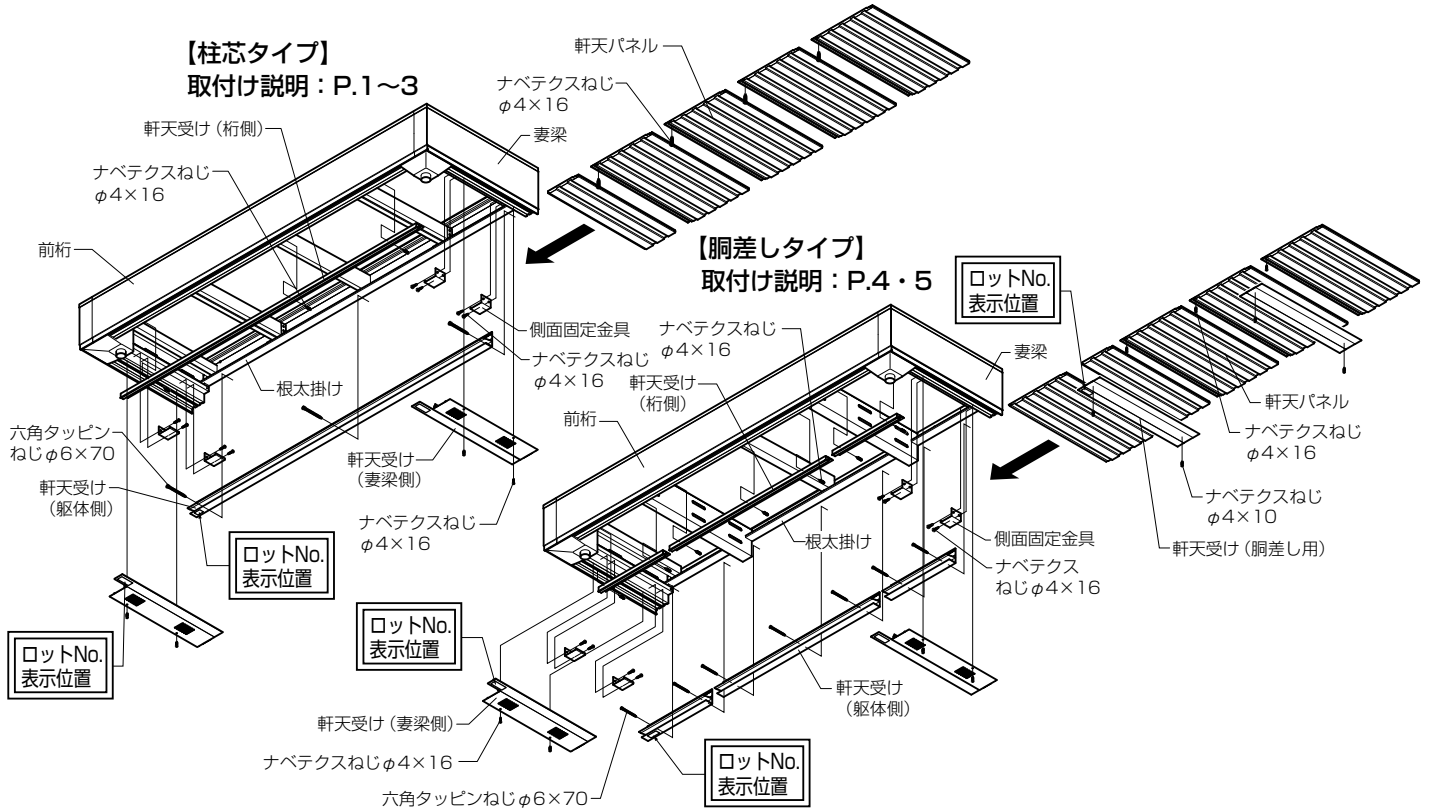 【柱芯タイプ】
取付け説明：P.1～3
軒天パネル
ナベテクスねじ
φ4×16
軒天受け（桁側）
妻梁
ナベテクスねじ
φ4×16
前桁
側面固定金具
ナベテクスねじ
φ4×16
根太掛け
六角タッピン
ねじφ6×70
軒天受け
（躯体側）
軒天受け
（妻梁側）
ナベテクスねじ
φ4×16
ロットNo.
表示位置
ロットNo.
表示位置
【胴差しタイプ】
取付け説明：P.4・5
ロットNo.
表示位置
ナベテクスねじ
φ4×16
妻梁
軒天受け
（桁側）
前桁
軒天パネル
ナベテクスねじ
φ4×16
ナベテクスねじ
φ4×10
軒天受け（胴差し用）
根太掛け
側面固定金具
ナベテクス
ねじφ4×16
ロットNo.
表示位置
軒天受け
（躯体側）
軒天受け（妻梁側）
ナベテクスねじφ4×16
六角タッピンねじφ6×70
ロットNo.
表示位置